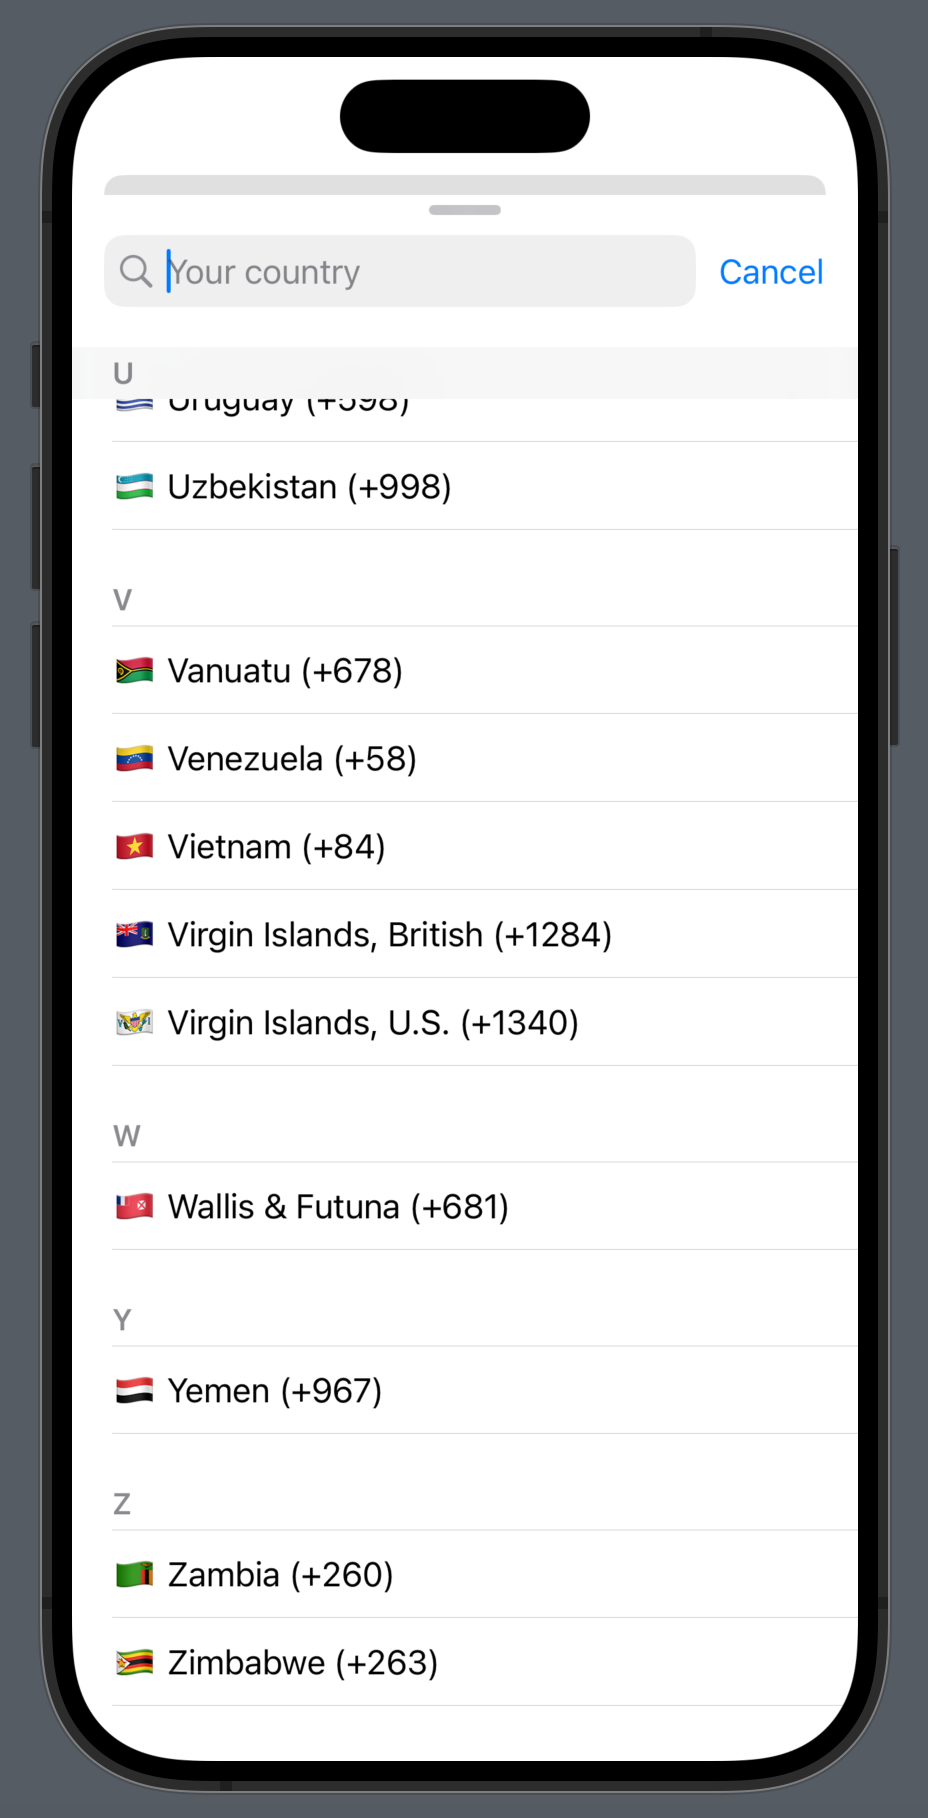 Your country
Cancel
U
Uruguay (+598)
Uzbekistan (+998)
V
Vanuatu (+678)
Venezuela (+58)
Vietnam (+84)
Virgin Islands, British (+1284)
Virgin Islands, U.S. (+1340)
W
Wallis & Futuna (+681)
Y
Yemen (+967)
Z
Zambia (+260)
Zimbabwe (+263)